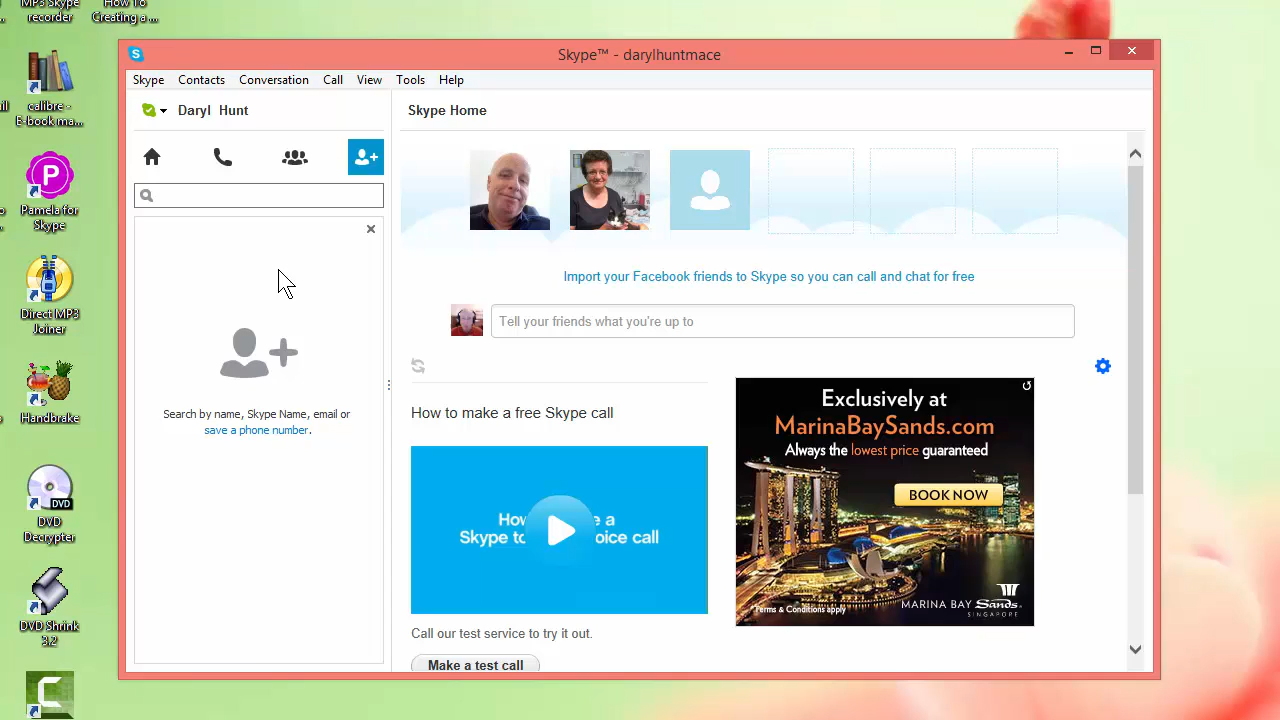 MP3 Skype
recorder
How To
Creating a ...
calibre -
E-book ma...
Pamela for
Skype
Direct MP3
Joiner
Handbrake
DVD
DVD
Decrypter
DVD Shrink
3.2
Skype™ - darylhuntmace
Skype Contacts Conversation Call View Tools Help
Daryl Hunt
Search by name, Skype Name, email or
save a phone number.
Skype Home
Import your Facebook friends to Skype so you can call and chat for free
Tell your friends what you're up to
How to make a free Skype call
Skype to
oice call
Call our test service to try it out.
Make a test call
Exclusively at
MarinaBaySands.com
Always the lowest price guaranteed
BOOK NOW
*Terms & Conditions apply
MARINA BAY Sands
SINGAPORE